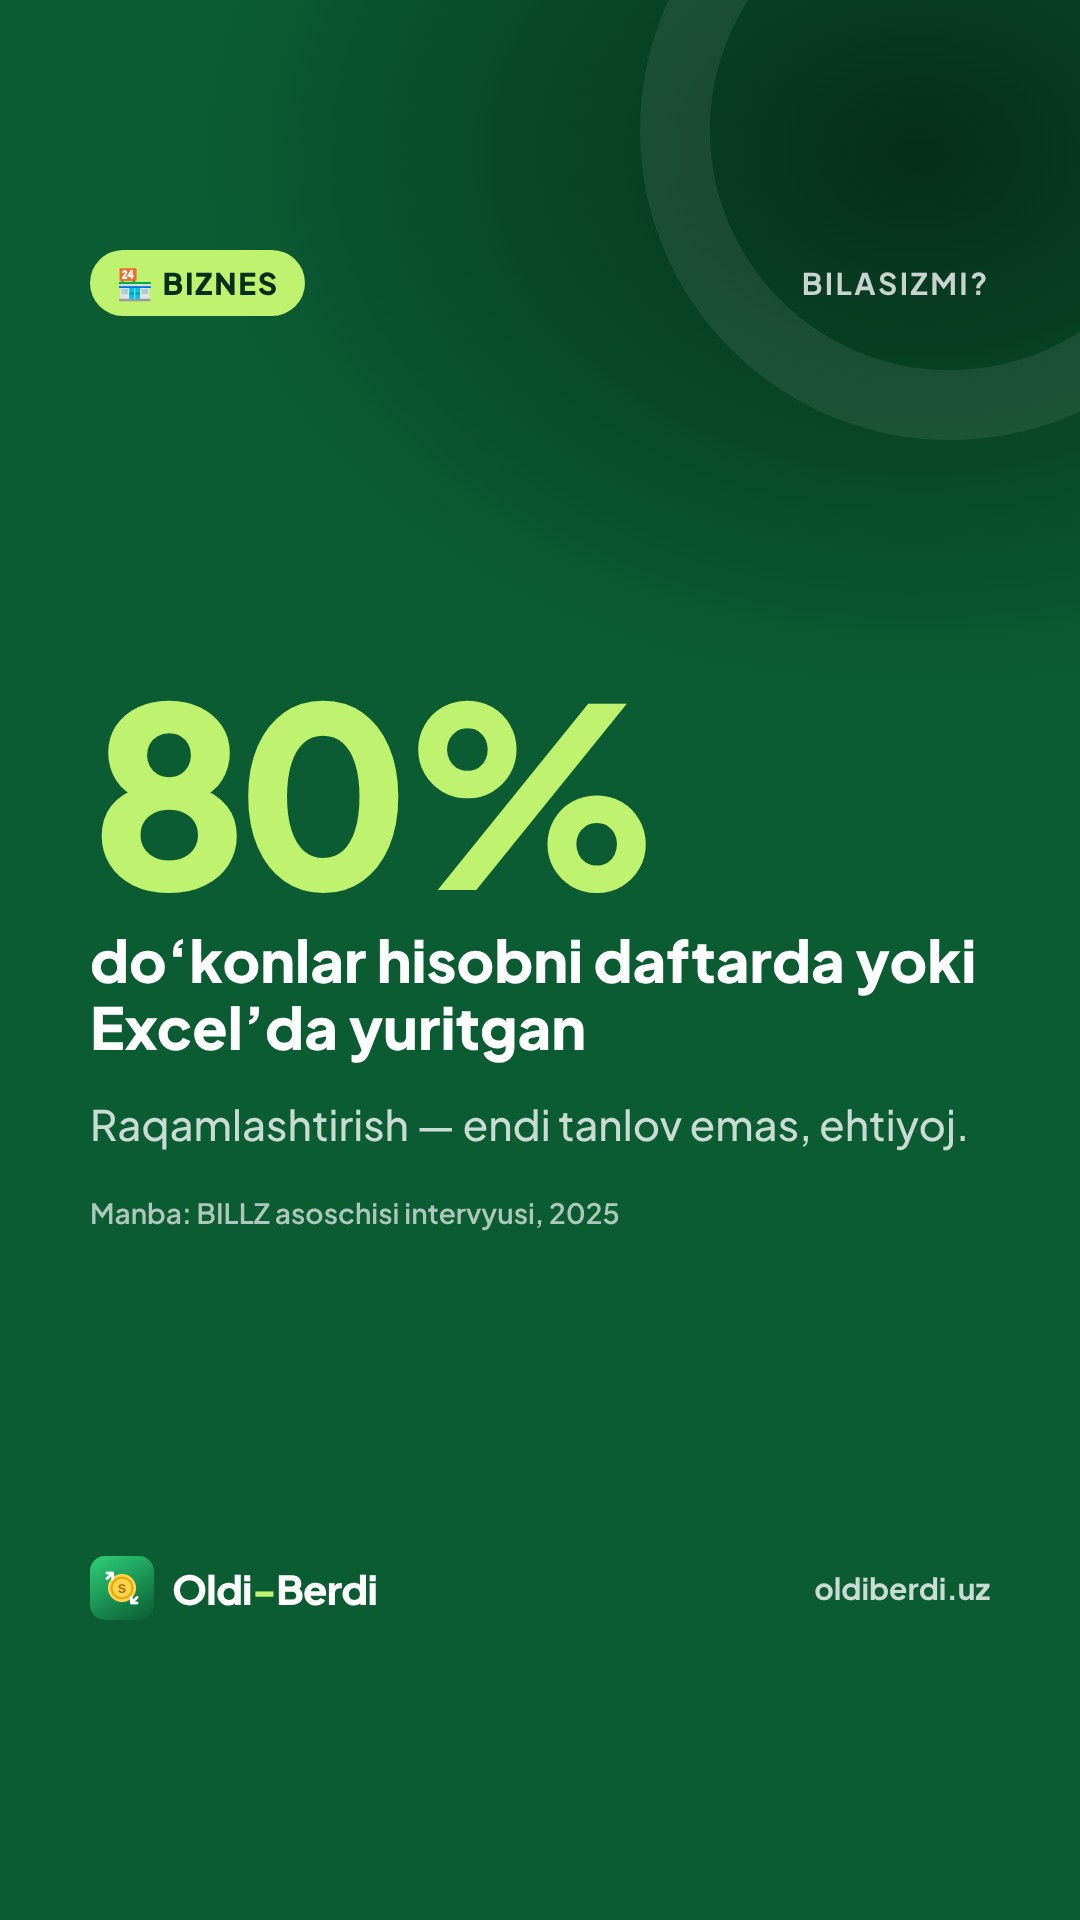 24
BIZNES
BILASIZMI?
80%
do‘konlar hisobni daftarda yoki
Excel’da yuritgan
Raqamlashtirish — endi tanlov emas, ehtiyoj.
Manba: BILLZ asoschisi intervyusi, 2025
S
Oldi-Berdi
oldiberdi.uz